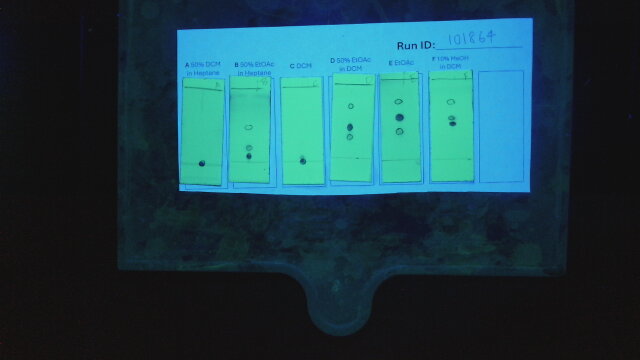 Run ID: 101864
A 50% DCM
in Heptane
B 50% EtOAc
in Heptane
C DCM
D 50% EtOAc
in DCM
E EtOAc
F 10% MeOH
in DCM